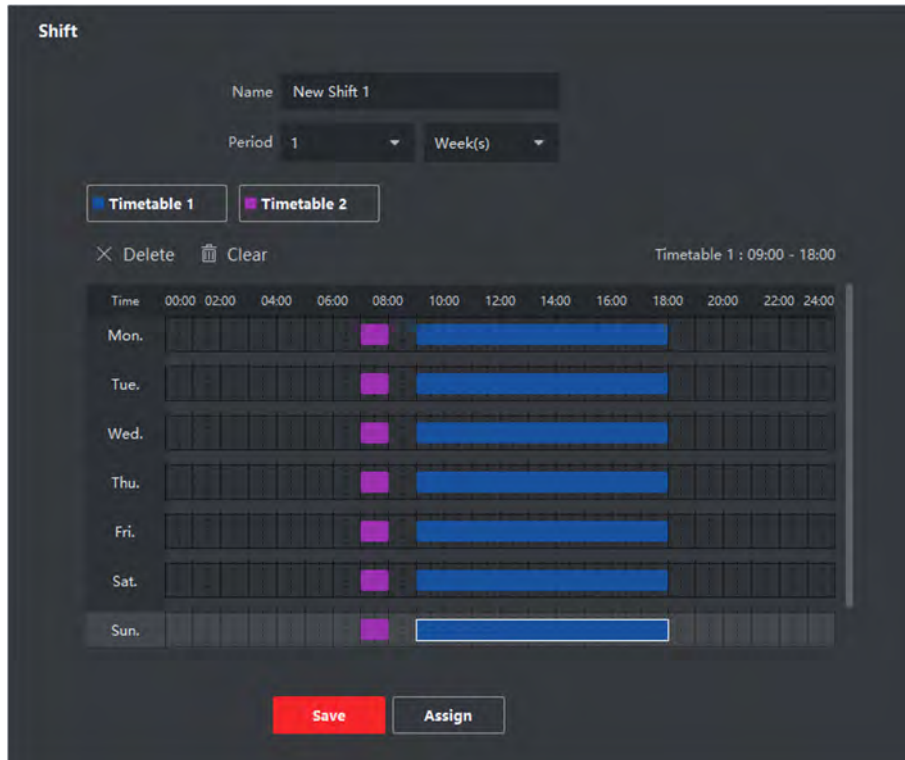 Shift
Name New Shift 1
Period 1 Week(s)
Timetable 1 Timetable 2
Delete Clear Timetable 1 : 09:00 - 18:00
Time 00:00 02:00 04:00 06:00 08:00 10:00 12:00 14:00 16:00 18:00 20:00 22:00 24:00
Mon.
Tue.
Wed.
Thu.
Fri.
Sat.
Sun.
Save Assign